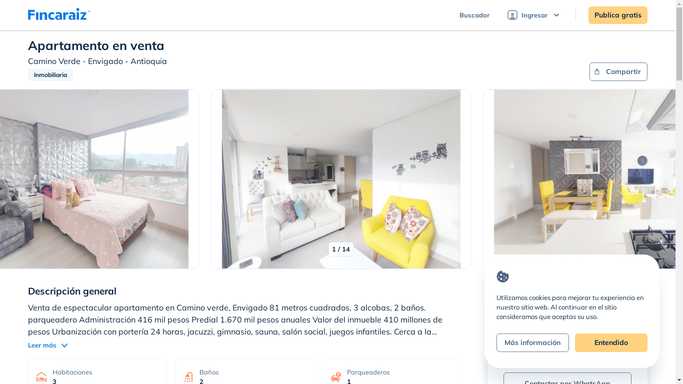 Fincaraiz
Buscador
Ingresar
Publica gratis
Apartamento en venta
Camino Verde - Envigado - Antioquia
Inmobiliaria
Compartir
1 / 14
Descripción general
Venta de espectacular apartamento en Camino verde, Envigado 81 metros cuadrados, 3 alcobas, 2 baños.
parqueadero Administración 416 mil pesos Predial 1.670 mil pesos anuales Valor del inmueble 410 millones de
pesos Urbanización con portería 24 horas, jacuzzi, gimnasio, sauna, salón social, juegos infantiles. Cerca a la...
Leer más
Habitaciones
3
Baños
2
Parqueaderos
1
Utilizamos cookies para mejorar tu experiencia en
nuestro sitio web. Al continuar en el sitio
consideramos que aceptas su uso.
Más información
Entendido
Contactar por WhatsApp